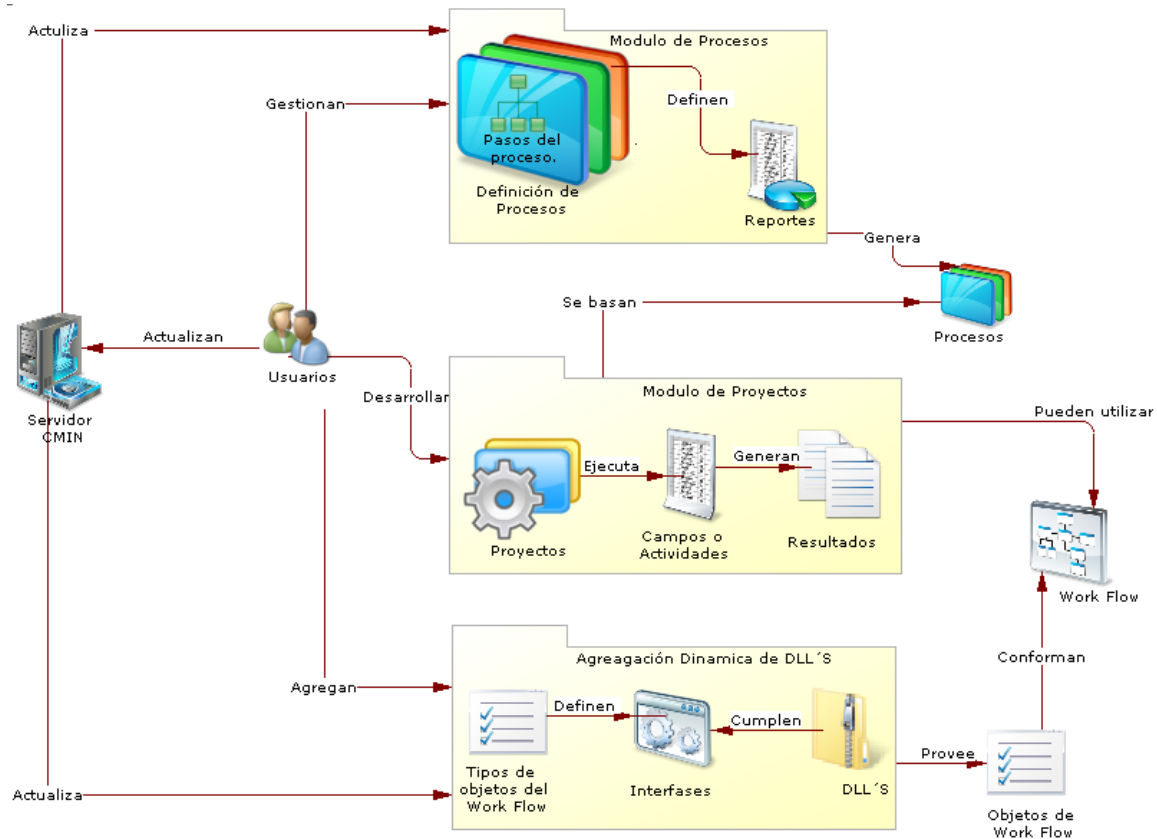 Actuliza
Modulo de Procesos
Gestionan
Definen
Pasos del
proceso.
Definición de
Procesos
Reportes
Genera
Se basan
Procesos
Actualizan
Usuarios
Servidor
CMIN
Desarrollar
Modulo de Proyectos
Pueden utilizar
Ejecuta
Generan
Proyectos
Campos o
Actividades
Resultados
Work Flow
Agreagación Dinamica de DLL´S
Conforman
Agregan
Definen
Cumplen
Provee
Tipos de
objetos del
Work Flow
Interfases
DLL´S
Actualiza
Objetos de
Work Flow